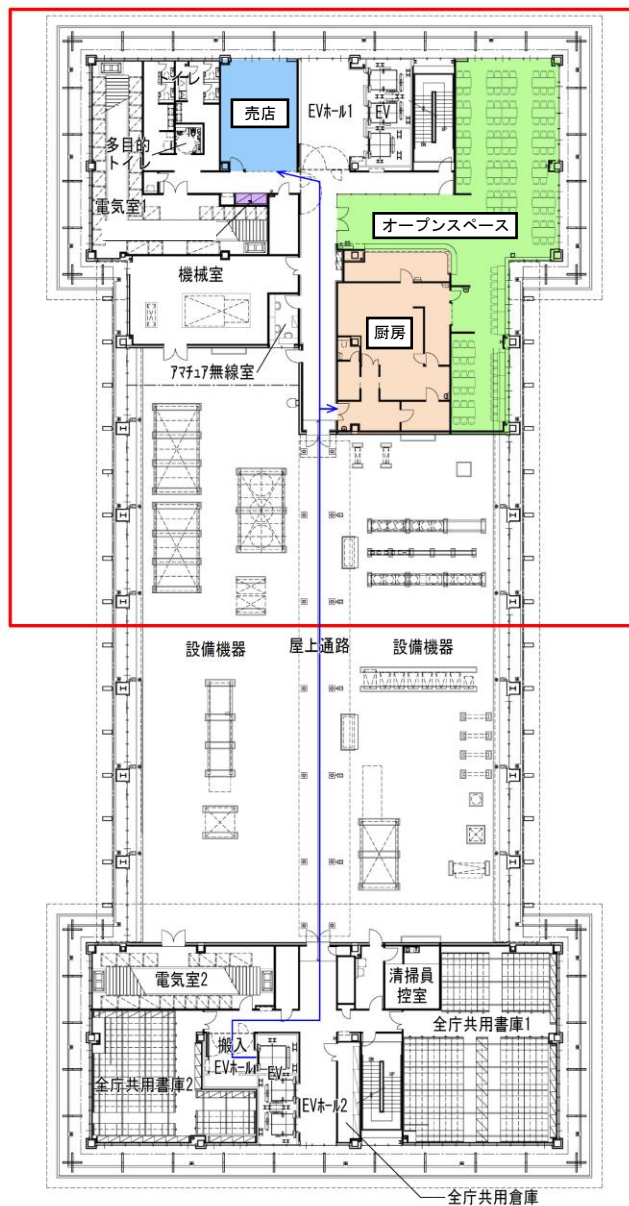 トイレ
売店
EVホール1
EV
多目的
トイレ
電気室1
オープンスペース
機械室
厨房
アマチュア無線室
設備機器
屋上通路
設備機器
電気室2
清掃員
控室
全庁共用書庫1
搬入
EVホール
全庁共用書庫2
EV
EVホール2
全庁共用倉庫